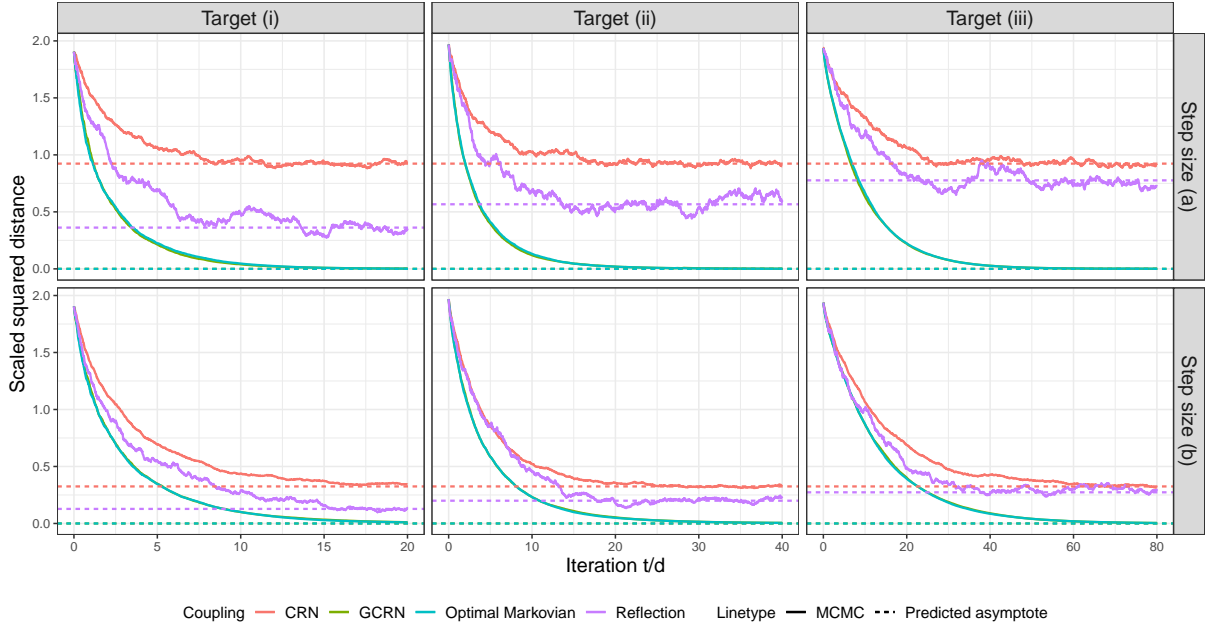 Target (i) Target (ii) Target (iii)
Scaled squared distance
2.0
1.5
1.0
0.5
0.0
Step size (a)
2.0
1.5
1.0
0.5
0.0
Step size (b)
0 5 10 15 20 0 10 20 30 40 0 20 40 60 80
Iteration t/d
Coupling CRN GCRN Optimal Markovian Reflection Linetype MCMC Predicted asymptote